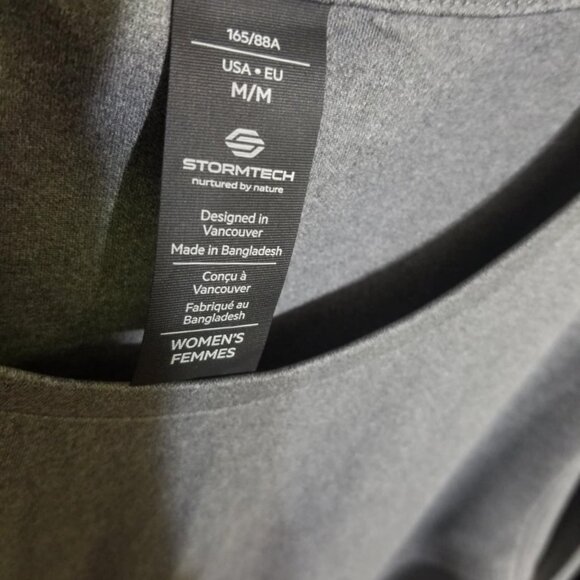 165/88A
USA • EU
M/M
STORMTECH
nurtured by nature
Designed in
Vancouver
Made in Bangladesh
Conçu à
Vancouver
Fabriqué au
Bangladesh
WOMEN'S
FEMMES